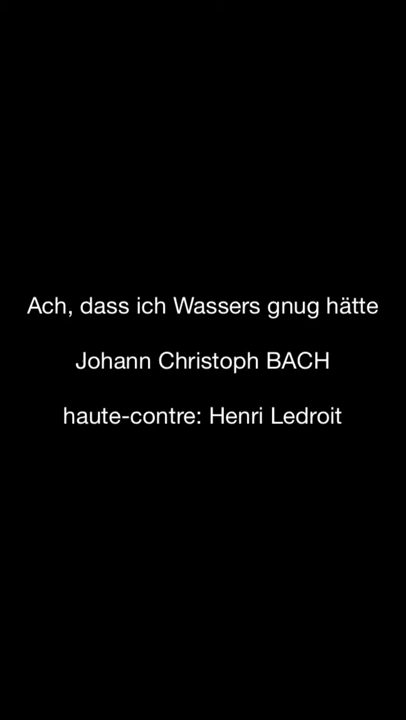 Ach, dass ich Wassers gnug hätte
Johann Christoph BACH
haute-contre: Henri Ledroit